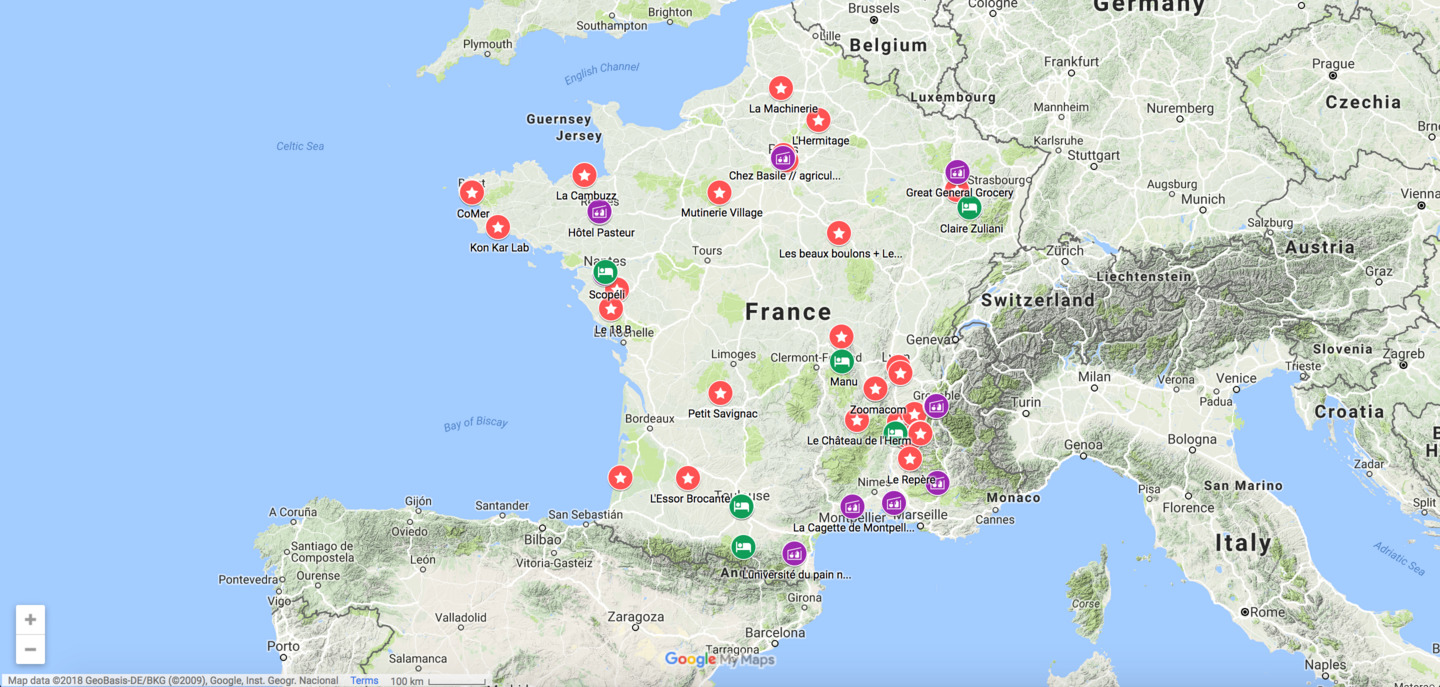 Brussels
Cologne
Germany
Brighton
Southampton
Plymouth
Lille
Belgium
English Channel
Frankfurt
Prague
Czechia
Luxembourg
Mannheim
Nuremberg
La Machinerie
Guernsey
Jersey
L'Hermitage
Karlsruhe
Stuttgart
Celtic Sea
Chez Basile // agricul...
Strasbourg
Augsburg
Munich
La Cambuzz
Great General Grocery
CoMer
Mutinerie Village
Claire Zuliani
Salzburg
Hôtel Pasteur
Kon Kar Lab
Les beaux boulons + Le...
Tours
Zürich
Austria
Nantes
Liechtenstein
Graz
Scopéli
Switzerland
France
Le 18 B
La Rochelle
Geneva
Slovenia
Zagreb
Limoges
Clermont-Ferrand
Manu
Milan
Verona
Venice
Trieste
Turin
Padua
Zoomacom
Petit Savignac
Croatia
Bordeaux
Bay of Biscay
Le Château de l'Herm
Genoa
Bologna
Zadar
Nimes
Le Repère
San Marino
L'Essor Brocante
Toulouse
Monaco
Pisa
Florence
Split
Gijón
Santander
San Sebastián
A Coruña
Oviedo
Montpellier
Marseille
Cannes
La Cagette de Montpell...
Bilbao
Santiago de
Compostela
León
Vitoria-Gasteiz
Italy
Adriatic Sea
Ourense
Pontevedra
L'université du pain n...
Vigo
Girona
Corse
Rome
Valladolid
Zaragoza
Barcelona
Porto
Tarragona
Salamanca
Naples
Google My Maps
+
−
Map data ©2018 GeoBasis-DE/BKG (©2009), Google, Inst. Geogr. Nacional Terms 100 km